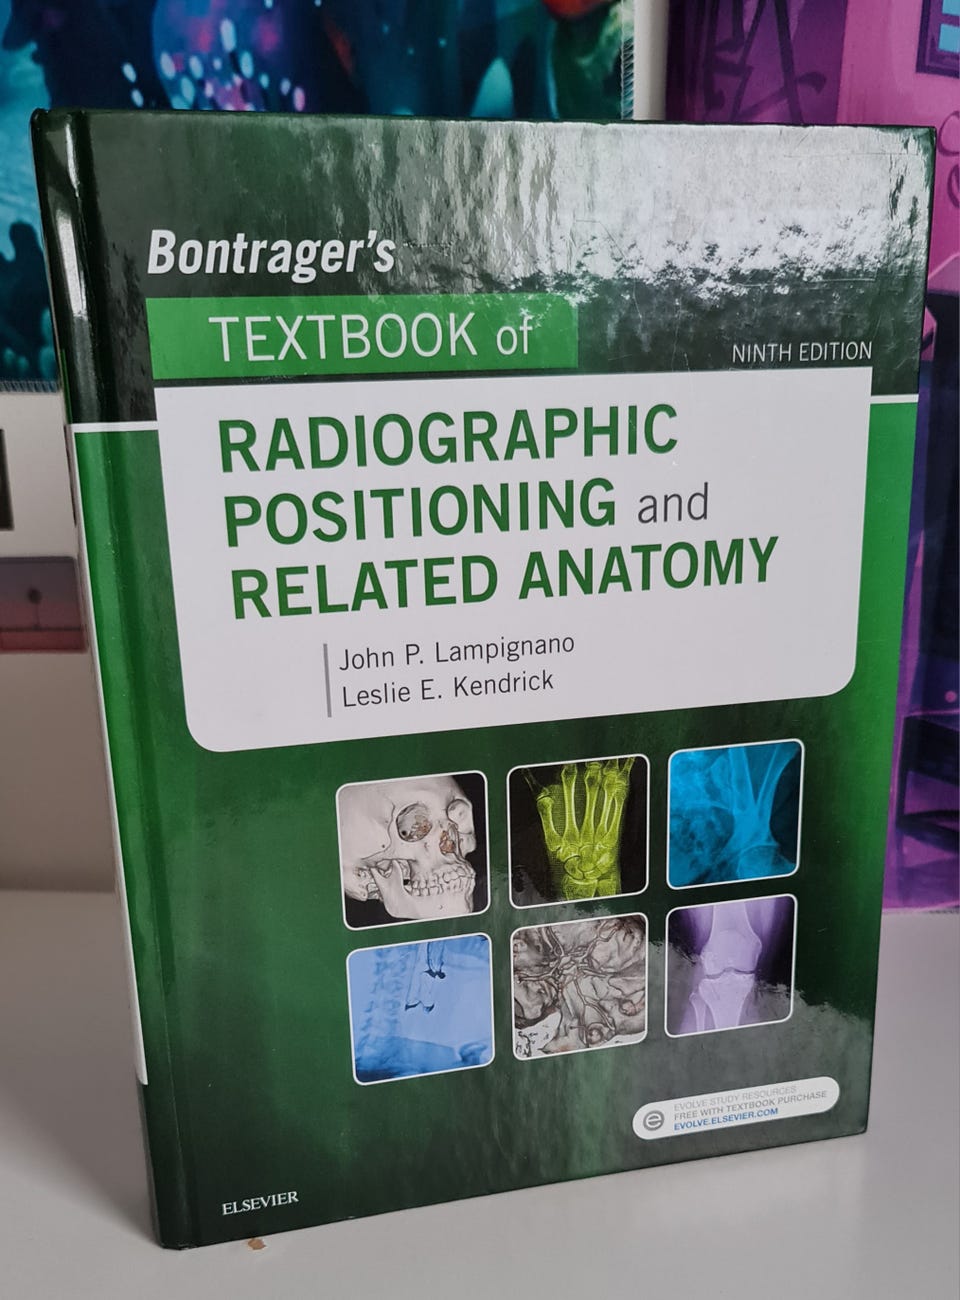 Bontrager's
TEXTBOOK of
NINTH EDITION
RADIOGRAPHIC
POSITIONING and
RELATED ANATOMY
John P. Lampignano
Leslie E. Kendrick
e
EVOLVE STUDY RESOURCES
FREE WITH TEXTBOOK PURCHASE
EVOLVE.ELSEVIER.COM
ELSEVIER